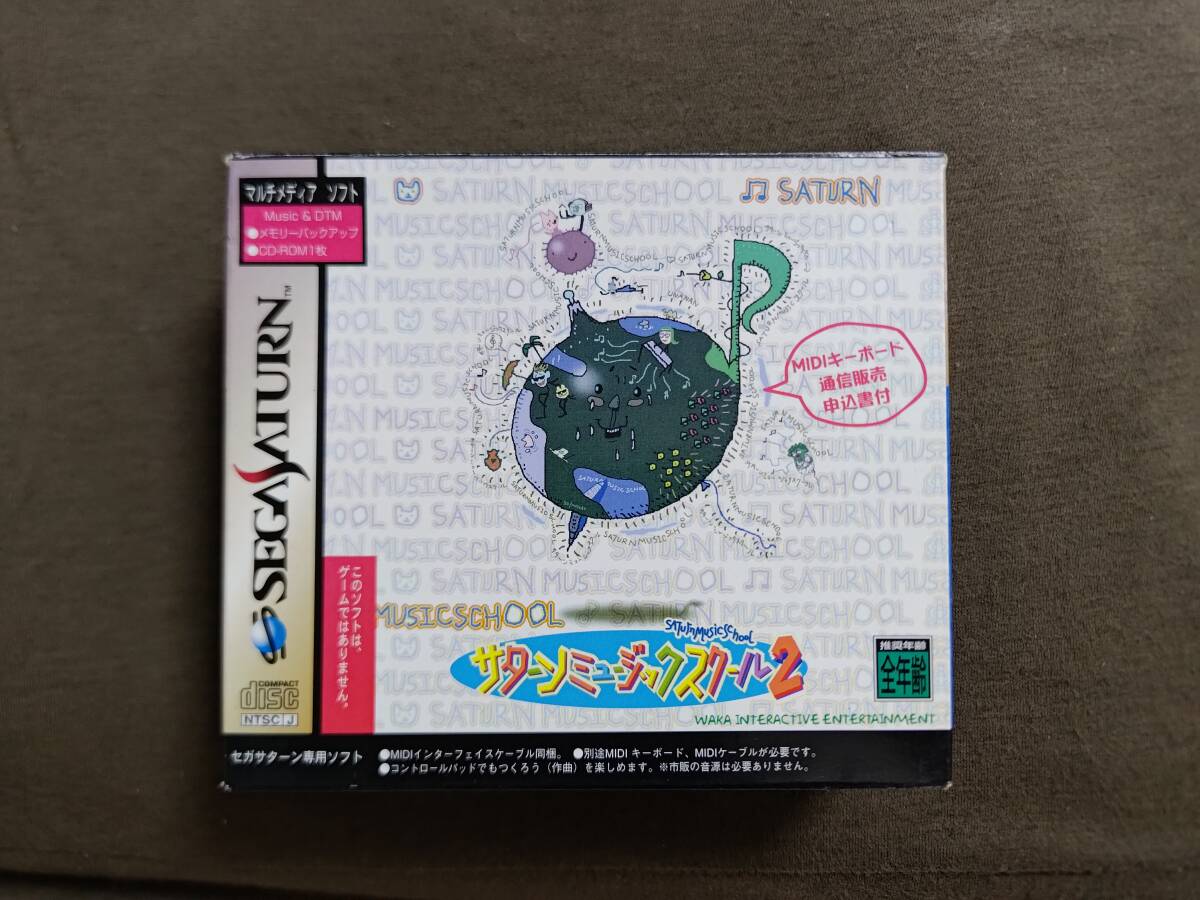 マルチメディア ソフト
Music & DTM
●メモリーバックアップ
●CD-ROM1枚
SEGA SATURN™
COMPACT
disc
NTSC J
セガサターン専用ソフト
このソフトは、
ゲームではありません。
SATURN MUSICSCHOOL
♫ SATURN
MIDIキーボード
通信販売
申込書付
MUSICSCHOOL
SATURN MUSICSCHOOL ♫ SATURN
SATURN MUSIC SCHOOL
サターンミュージックスクール2
推奨年齢
全年齢
WAKA INTERACTIVE ENTERTAINMENT
●MIDIインターフェイスケーブル同梱。 ●別途MIDI キーボード、MIDIケーブルが必要です。
●コントロールパッドでもつくろう（作曲）を楽しめます。※市販の音源は必要ありません。